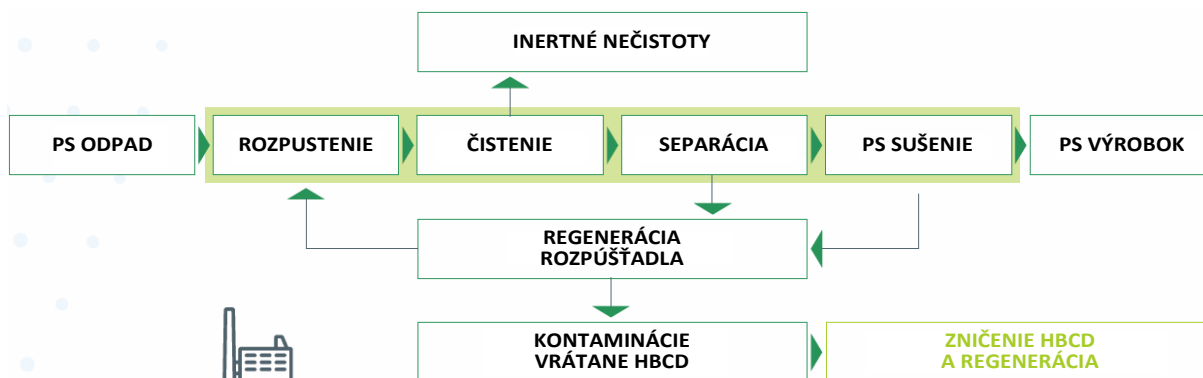 INERTNÉ NEČISTOTY
PS ODPAD
ROZPUSTENIE
ČISTENIE
SEPARÁCIA
PS SUŠENIE
PS VÝROBOK
REGENERÁCIA
ROZPÚŠŤADLA
KONTAMINÁCIE
VRÁTANE HBCD
ZNIČENIE HBCD
A REGENERÁCIA